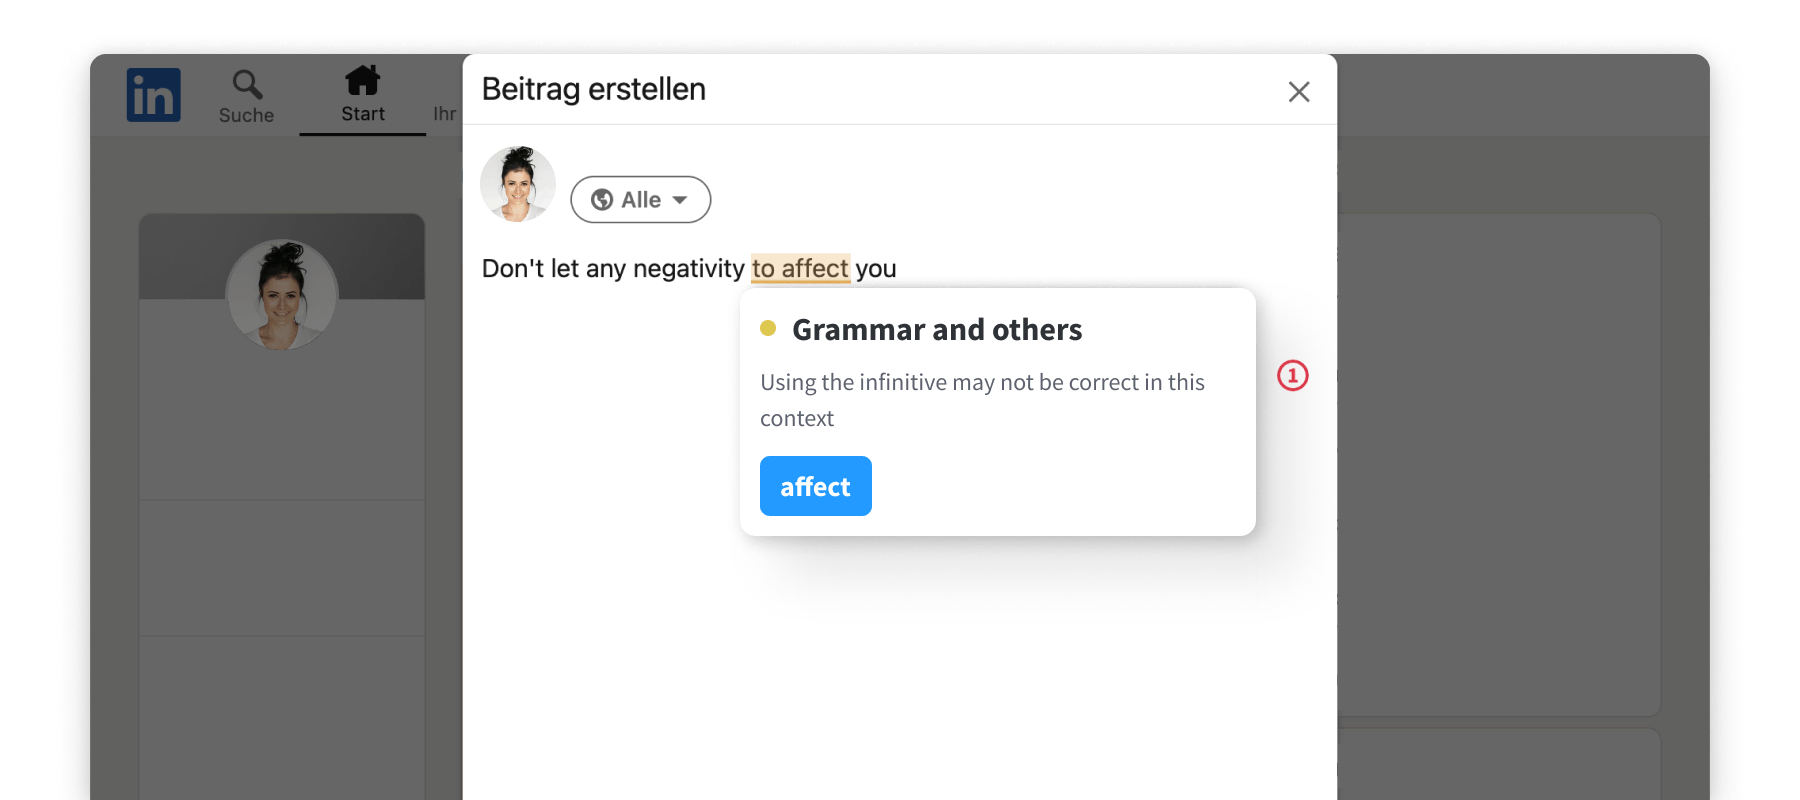 in
Suche
Start
Ihr
Beitrag erstellen
Alle
Don't let any negativity to affect you
Grammar and others
Using the infinitive may not be correct in this
context
affect
1